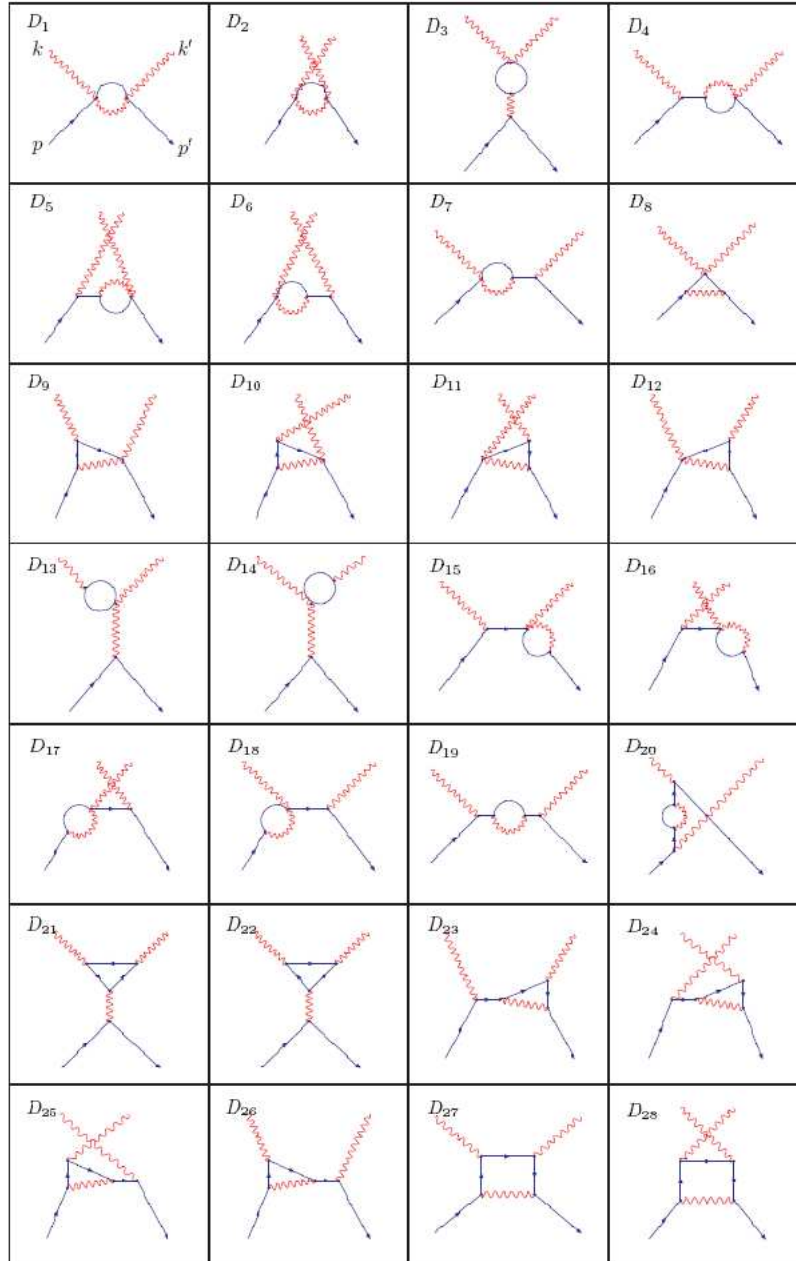 D₁ D₂ D₃ D₄
k k′
p p′
D₅ D₆ D₇ D₈
D₉ D₁₀ D₁₁ D₁₂
D₁₃ D₁₄ D₁₅ D₁₆
D₁₇ D₁₈ D₁₉ D₂₀
D₂₁ D₂₂ D₂₃ D₂₄
D₂₅ D₂₆ D₂₇ D₂₈